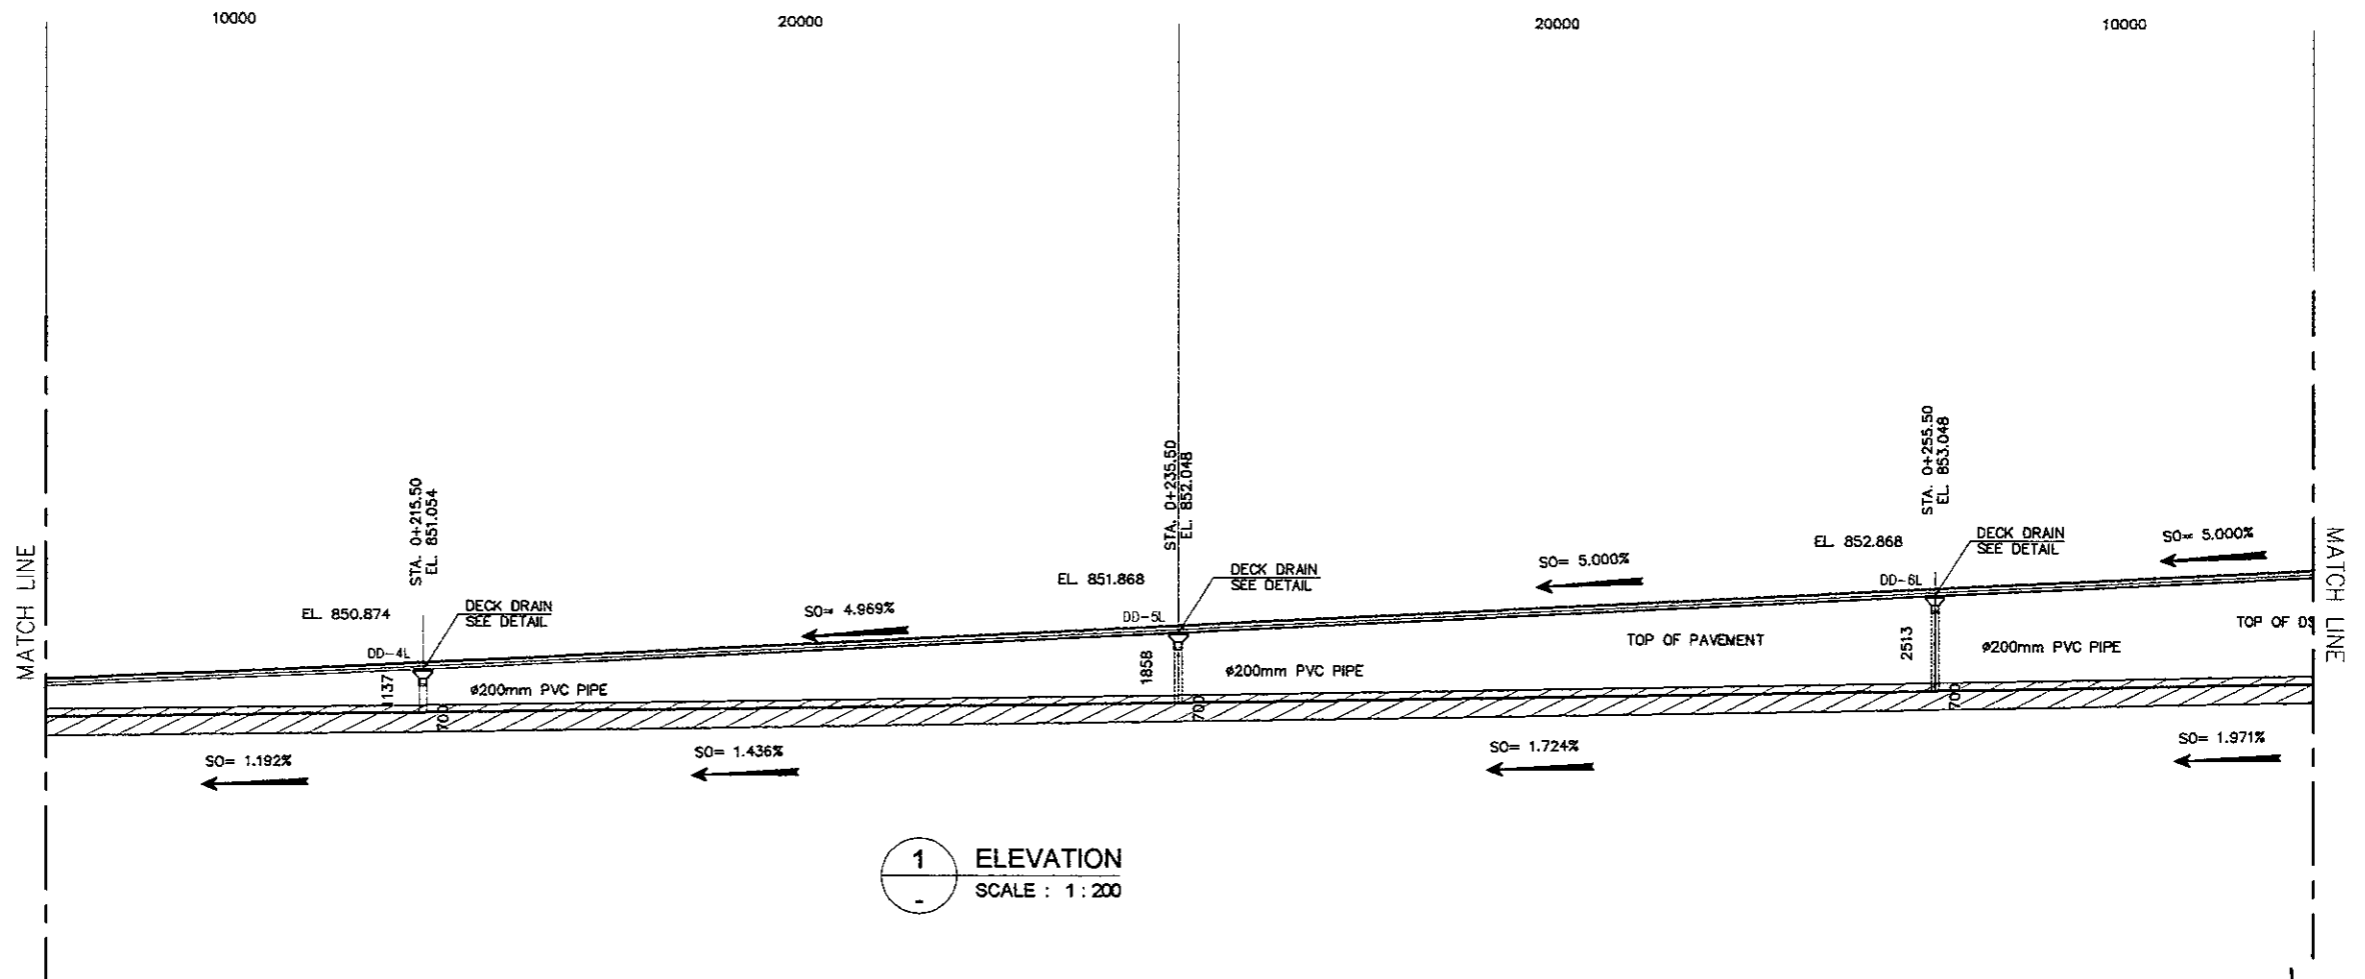 10000
20000
20000
10000
STA. 0+215.50
EL. 851.054
STA. 0+235.50
EL. 852.048
STA. 0+255.50
EL. 853.048
MATCH LINE
MATCH LINE
EL. 850.874
DECK DRAIN
SEE DETAIL
SO= 4.969%
EL. 851.868
DECK DRAIN
SEE DETAIL
SO= 5.000%
EL. 852.868
DECK DRAIN
SEE DETAIL
SO= 5.000%
DD-4L
DD-5L
DD-6L
TOP OF PAVEMENT
TOP OF
1137
ø200mm PVC PIPE
700
1858
ø200mm PVC PIPE
700
2513
ø200mm PVC PIPE
700
SO= 1.192%
SO= 1.436%
SO= 1.724%
SO= 1.971%
1
-
ELEVATION
SCALE : 1 : 200